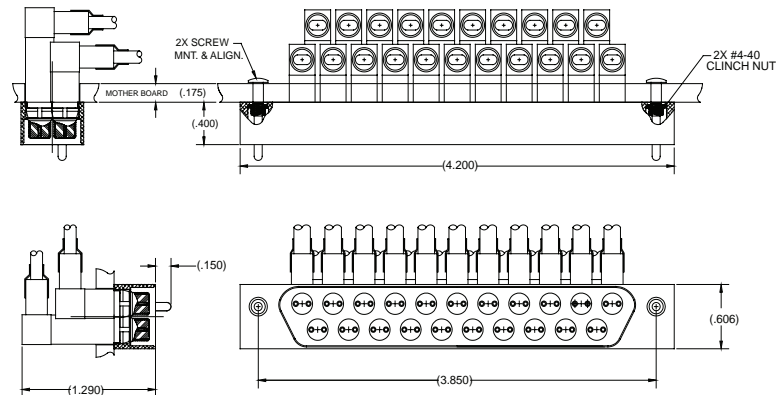 2X SCREW
MNT. & ALIGN.
2X #4-40
CLINCH NUT
MOTHER BOARD
(.175)
(.400)
(4.200)
(.150)
(.606)
(1.290)
(3.850)